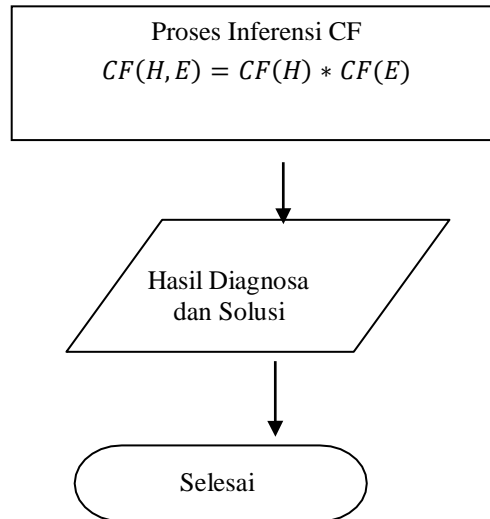 Proses Inferensi CF
𝐶𝐹(𝐻, 𝐸) = 𝐶𝐹(𝐻) ∗ 𝐶𝐹(𝐸)
Hasil Diagnosa
dan Solusi
Selesai